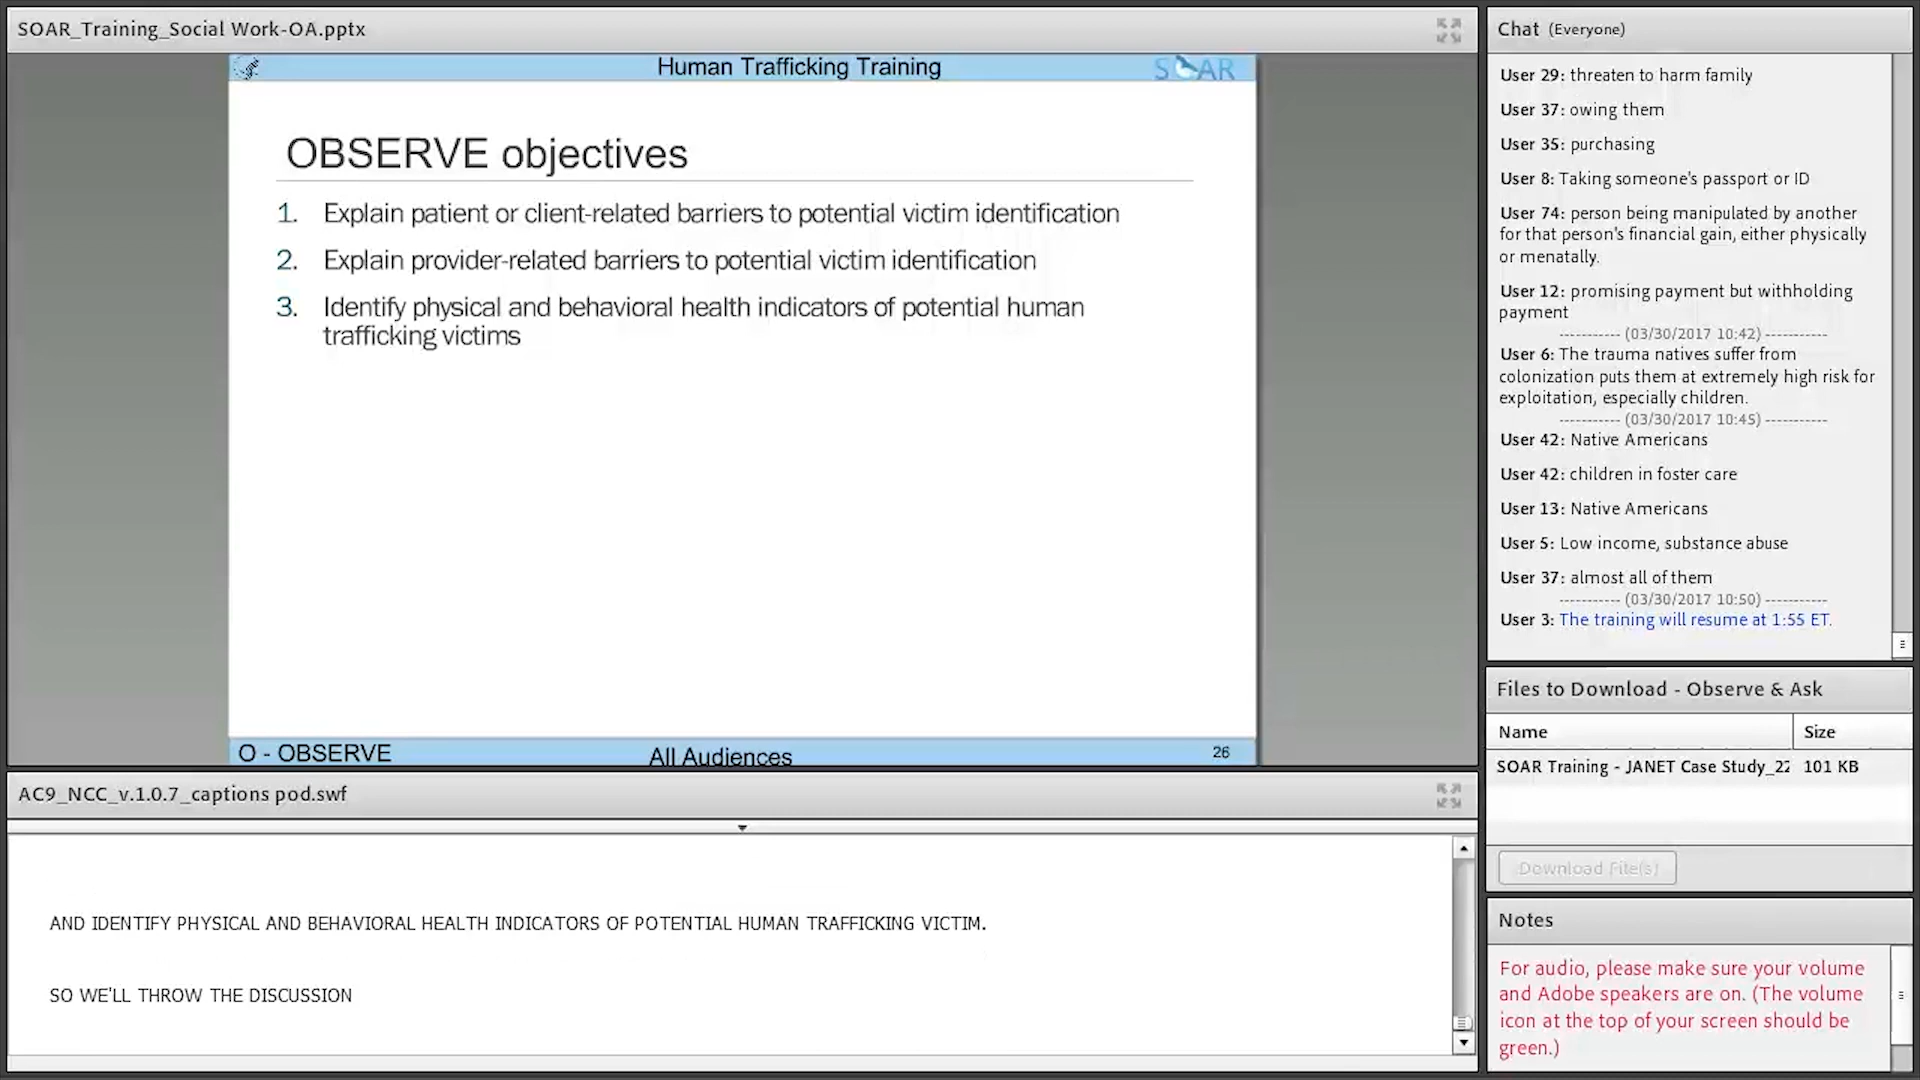 SOAR_Training_Social Work-OA.pptx
Human Trafficking Training
SOAR
OBSERVE objectives
1. Explain patient or client-related barriers to potential victim identification
2. Explain provider-related barriers to potential victim identification
3. Identify physical and behavioral health indicators of potential human
trafficking victims
O - OBSERVE
All Audiences
26
AC9_NCC_v.1.0.7_captions pod.swf
AND IDENTIFY PHYSICAL AND BEHAVIORAL HEALTH INDICATORS OF POTENTIAL HUMAN TRAFFICKING VICTIM.
SO WE'LL THROW THE DISCUSSION
Chat (Everyone)
User 29: threaten to harm family
User 37: owing them
User 35: purchasing
User 8: Taking someone's passport or ID
User 74: person being manipulated by another
for that person's financial gain, either physically
or menatally.
User 12: promising payment but withholding
payment
----------- (03/30/2017 10:42) -----------
User 6: The trauma natives suffer from
colonization puts them at extremely high risk for
exploitation, especially children.
----------- (03/30/2017 10:45) -----------
User 42: Native Americans
User 42: children in foster care
User 13: Native Americans
User 5: Low income, substance abuse
User 37: almost all of them
----------- (03/30/2017 10:50) -----------
User 3: The training will resume at 1:55 ET.
Files to Download - Observe & Ask
Name Size
SOAR Training - JANET Case Study_22 101 KB
Download File(s)
Notes
For audio, please make sure your volume
and Adobe speakers are on. (The volume
icon at the top of your screen should be
green.)